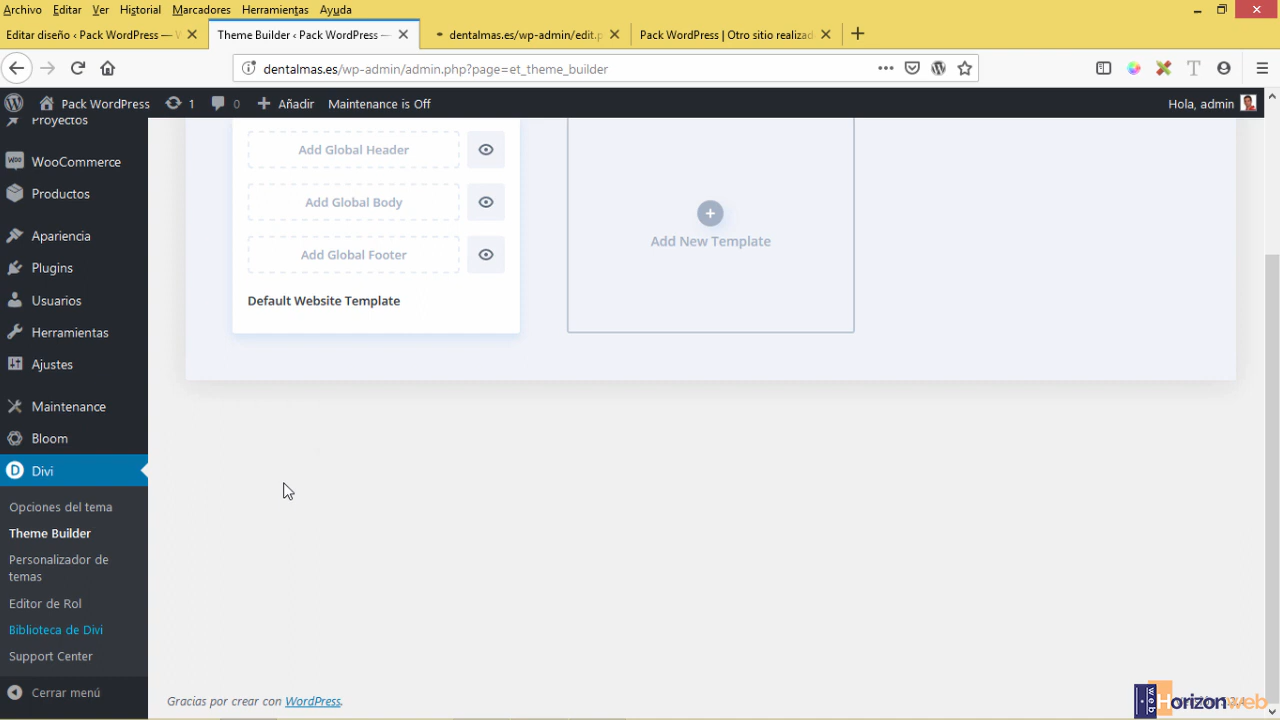 Archivo Editar Ver Historial Marcadores Herramientas Ayuda
Editar diseño ‹ Pack WordPress — W
Theme Builder ‹ Pack WordPress —
dentalmas.es/wp-admin/edit.p
Pack WordPress | Otro sitio realizad
dentalmas.es/wp-admin/admin.php?page=et_theme_builder
Pack WordPress 1 0 Añadir Maintenance is Off Hola, admin
Proyectos
WooCommerce
Productos
Apariencia
Plugins
Usuarios
Herramientas
Ajustes
Maintenance
Bloom
Divi
Opciones del tema
Theme Builder
Personalizador de
temas
Editor de Rol
Biblioteca de Divi
Support Center
Cerrar menú
Add Global Header
Add Global Body
Add Global Footer
Default Website Template
Add New Template
Gracias por crear con WordPress.
web Horizonweb